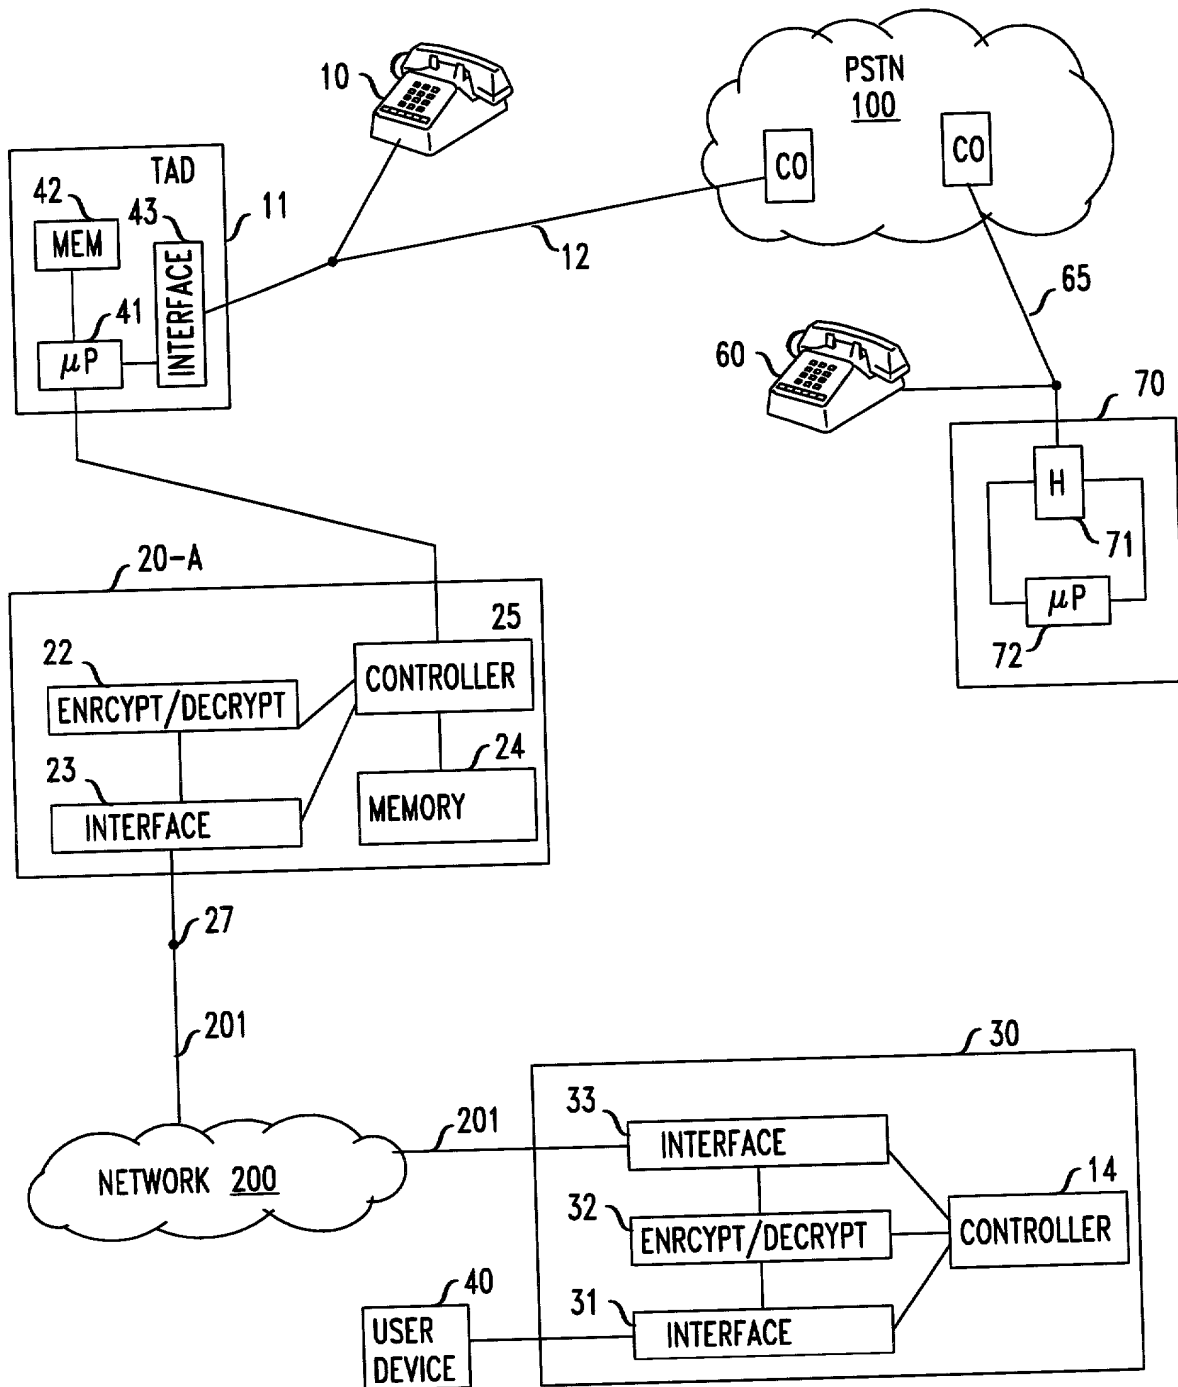 PSTN
100
CO
CO
10
TAD
42
43
11
MEM
INTERFACE
41
µP
12
65
60
70
H
71
µP
72
20-A
25
22
CONTROLLER
ENRCYPT/DECRYPT
24
23
MEMORY
INTERFACE
27
201
30
33
201
INTERFACE
NETWORK 200
14
32
CONTROLLER
ENRCYPT/DECRYPT
40
31
INTERFACE
USER
DEVICE